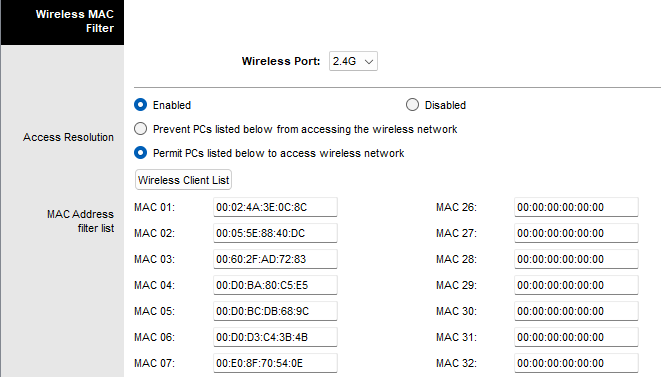 Wireless MAC
Filter
Wireless Port: 2.4G
Enabled Disabled
Access Resolution
Prevent PCs listed below from accessing the wireless network
Permit PCs listed below to access wireless network
Wireless Client List
MAC Address
filter list
MAC 01: 00:02:4A:3E:0C:8C MAC 26: 00:00:00:00:00:00
MAC 02: 00:05:5E:88:40:DC MAC 27: 00:00:00:00:00:00
MAC 03: 00:60:2F:AD:72:83 MAC 28: 00:00:00:00:00:00
MAC 04: 00:D0:BA:80:C5:E5 MAC 29: 00:00:00:00:00:00
MAC 05: 00:D0:BC:DB:68:9C MAC 30: 00:00:00:00:00:00
MAC 06: 00:D0:D3:C4:3B:4B MAC 31: 00:00:00:00:00:00
MAC 07: 00:E0:8F:70:54:0E MAC 32: 00:00:00:00:00:00